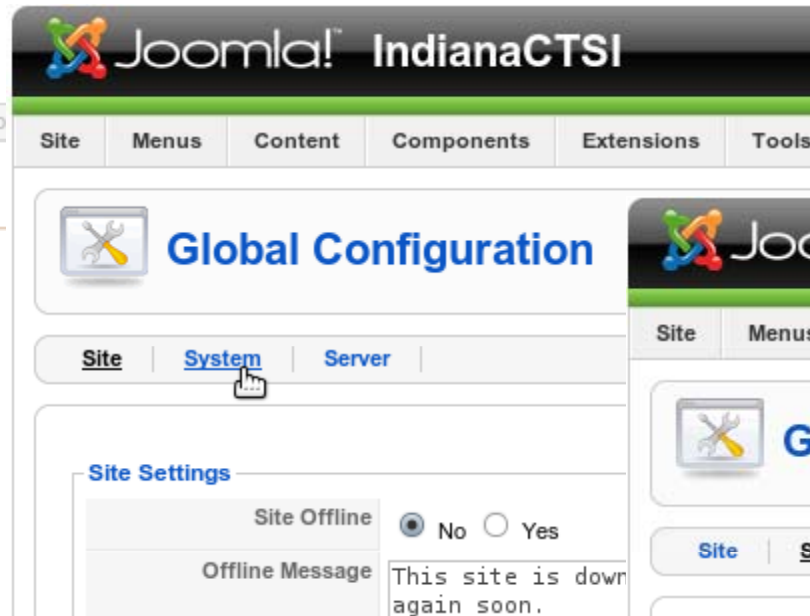 Joomla! IndianaCTSI
Site Menus Content Components Extensions Tools
Global Configuration
Site System Server
Site Settings
Site Offline No Yes
Offline Message This site is down
again soon.
Joo
Site Menus
G
Site S